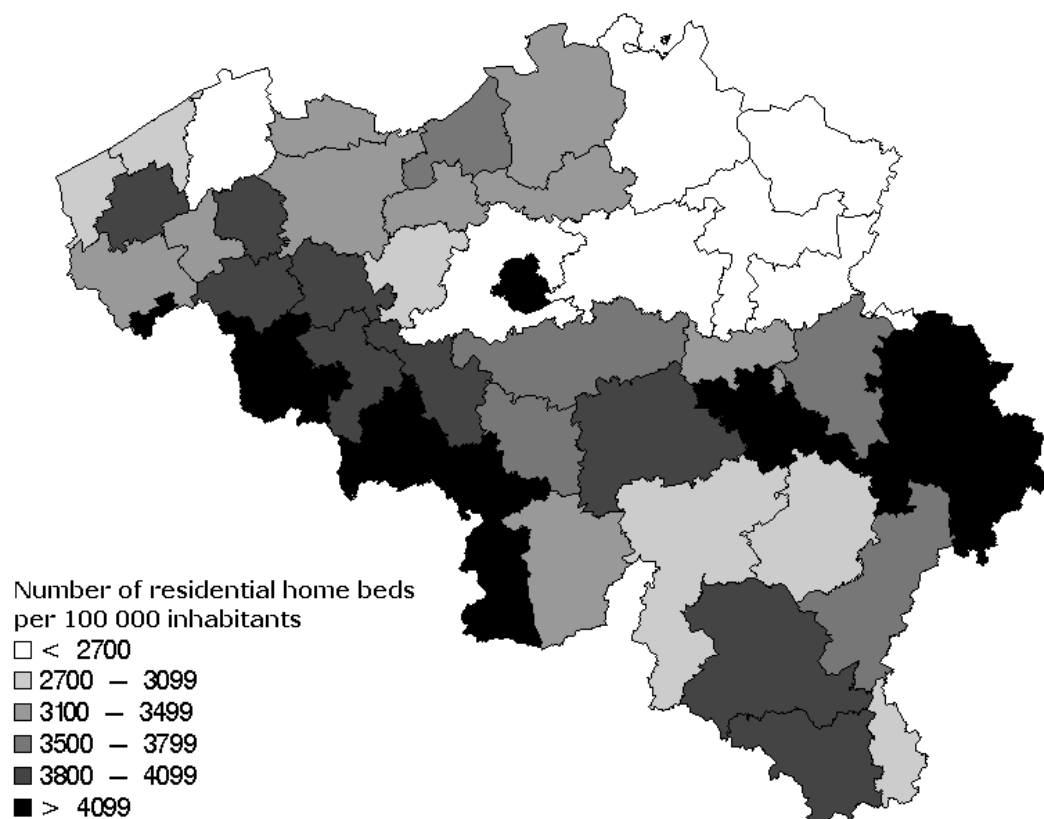 Number of residential home beds
per 100 000 inhabitants
< 2700
2700 – 3099
3100 – 3499
3500 – 3799
3800 – 4099
> 4099